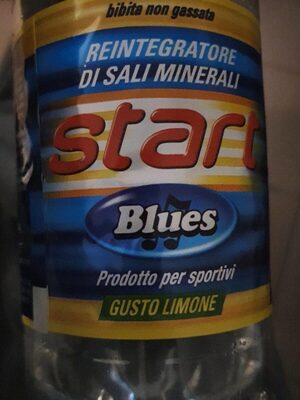 bibita non gassata
REINTEGRATORE
DI SALI MINERALI
start
Blues
Prodotto per sportivi
GUSTO LIMONE